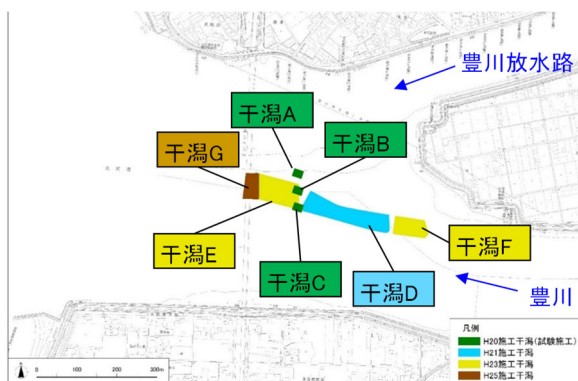 豊川放水路
干潟A
干潟B
干潟G
干潟E
干潟F
干潟C
干潟D
豊川
凡例
H20施工干潟(試験施工)
H21施工干潟
H23施工干潟
H25施工干潟
0
100
200
300m